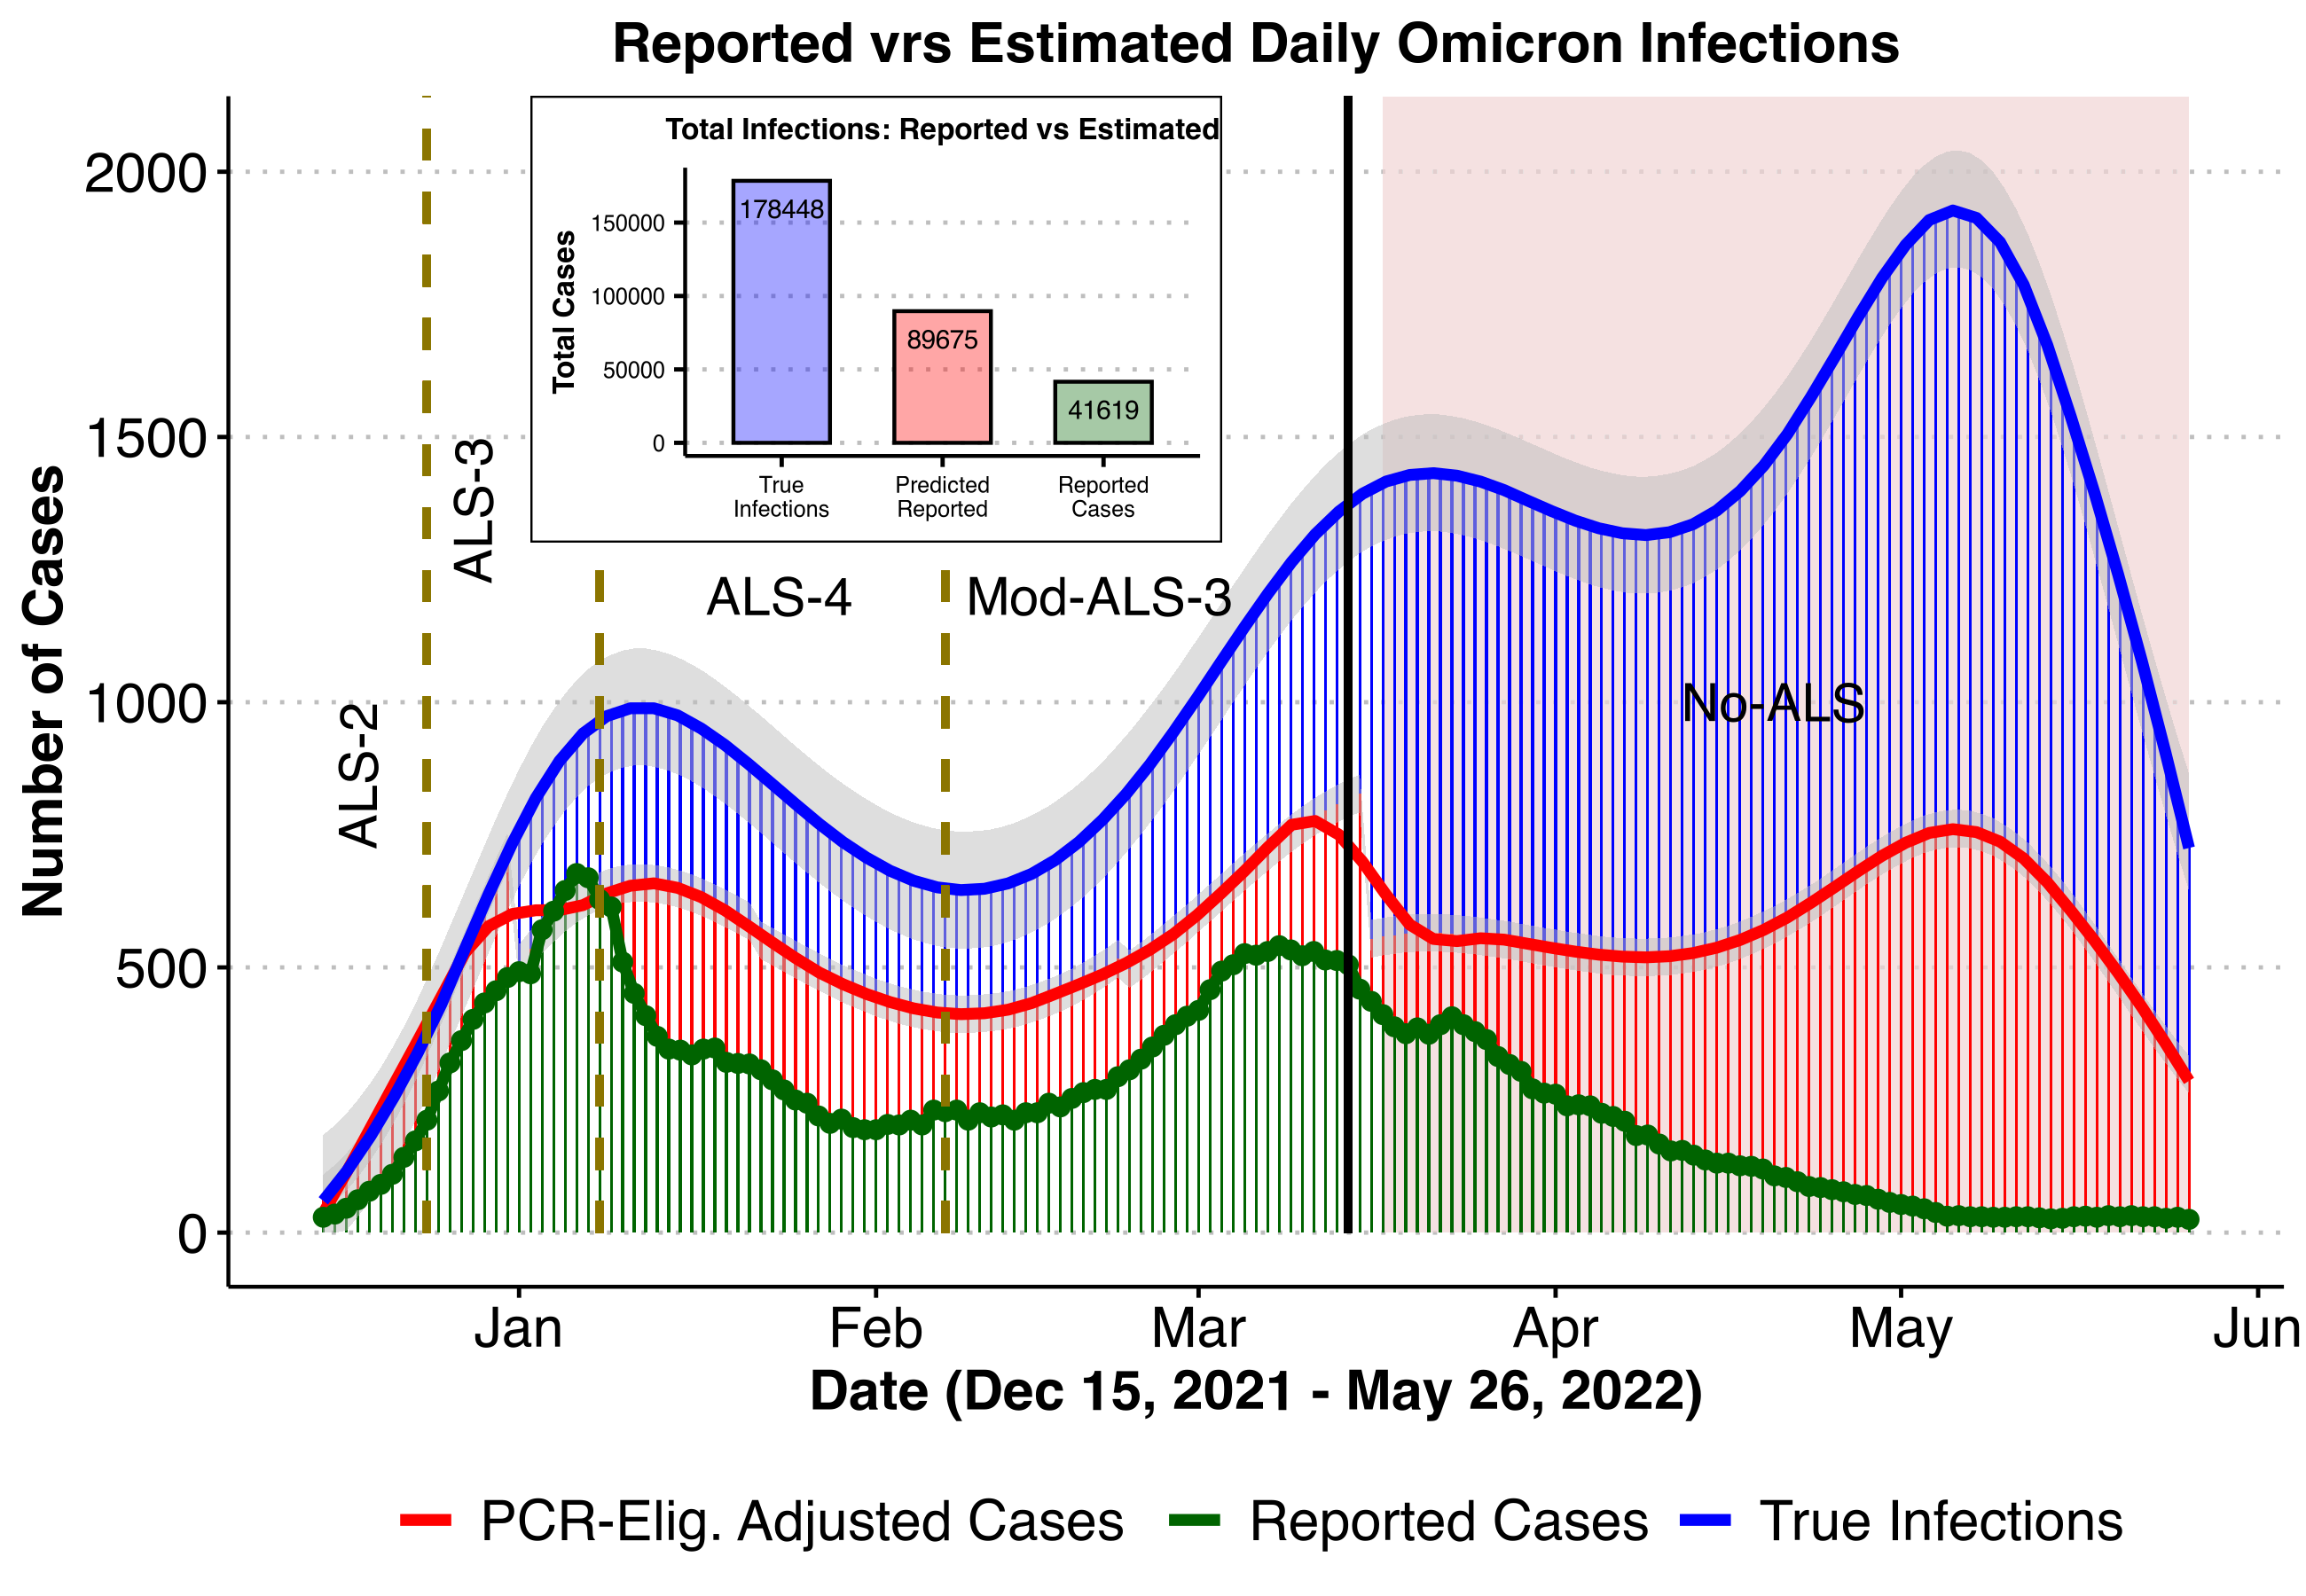 Reported vrs Estimated Daily Omicron Infections
Number of Cases
2000
1500
1000
500
0
ALS-2
ALS-3
ALS-4
Mod-ALS-3
No-ALS
Total Infections: Reported vs Estimated
Total Cases
150000
100000
50000
0
178448
89675
41619
True
Infections
Predicted
Reported
Reported
Cases
Jan
Feb
Mar
Apr
May
Jun
Date (Dec 15, 2021 - May 26, 2022)
PCR-Elig. Adjusted Cases
Reported Cases
True Infections